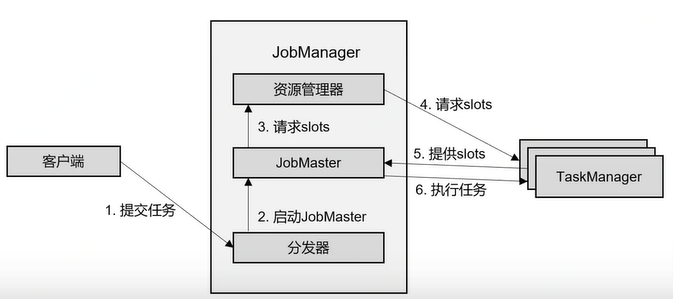 JobManager
资源管理器
4. 请求slots
3. 请求slots
客户端
JobMaster
5. 提供slots
TaskManager
6. 执行任务
1. 提交任务
2. 启动JobMaster
分发器